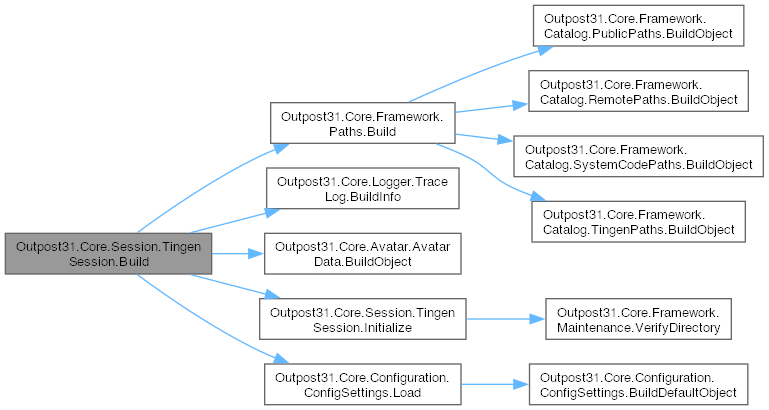 Outpost31.Core.Session.Tingen
Session.Build
Outpost31.Core.Framework.
Paths.Build
Outpost31.Core.Logger.Trace
Log.BuildInfo
Outpost31.Core.Avatar.Avatar
Data.BuildObject
Outpost31.Core.Session.Tingen
Session.Initialize
Outpost31.Core.Configuration.
ConfigSettings.Load
Outpost31.Core.Framework.
Catalog.PublicPaths.BuildObject
Outpost31.Core.Framework.
Catalog.RemotePaths.BuildObject
Outpost31.Core.Framework.
Catalog.SystemCodePaths.BuildObject
Outpost31.Core.Framework.
Catalog.TingenPaths.BuildObject
Outpost31.Core.Framework.
Maintenance.VerifyDirectory
Outpost31.Core.Configuration.
ConfigSettings.BuildDefaultObject